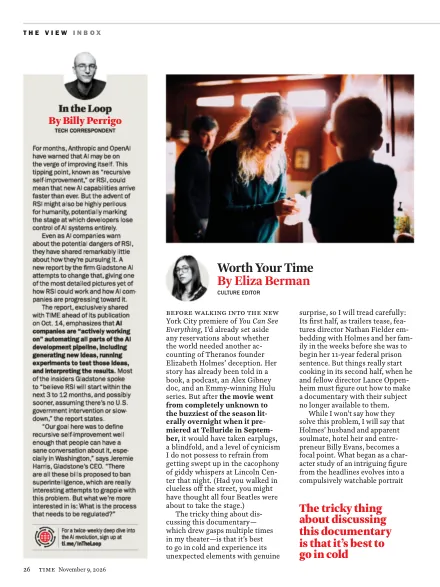 THE VIEW INBOX
In the Loop
By Billy Perrigo
TECH CORRESPONDENT
For months, Anthropic and OpenAI
have warned that AI may be on
the verge of improving itself. This
tipping point, known as "recursive
self-improvement," or RSI, could
mean that new AI capabilities arrive
faster than ever. But the advent of
RSI might also be highly perilous
for humanity, potentially marking
the stage at which developers lose
control of AI systems entirely.
Even as AI companies warn
about the potential dangers of RSI,
they have shared remarkably little
about how they're pursuing it. A
new report by the firm Gladstone AI
attempts to change that, giving one
of the most detailed pictures yet of
how RSI could work and how AI com-
panies are progressing toward it.
The report, exclusively shared
with TIME ahead of its publication
on Oct. 14, emphasizes that AI
companies are "actively working
on" automating all parts of the AI
development pipeline, including
generating new ideas, running
experiments to test those ideas,
and interpreting the results. Most
of the insiders Gladstone spoke
to "believe RSI will start within the
next 3 to 12 months, and possibly
sooner, assuming there's no U.S.
government intervention or slow-
down," the report states.
"Our goal here was to define
recursive self-improvement well
enough that people can have a
sane conversation about it, espe-
cially in Washington," says Jeremie
Harris, Gladstone's CEO. "There
are all these bills proposed to ban
superintelligence, which are really
interesting attempts to grapple with
this problem. But what we're more
interested in is: What is the process
that needs to be regulated?"
For a twice-weekly deep dive into
the AI revolution, sign up at
ti.me/inTheLoop
Worth Your Time
By Eliza Berman
CULTURE EDITOR
BEFORE WALKING INTO THE NEW
York City premiere of You Can See
Everything, I'd already set aside
any reservations about whether
the world needed another ac-
counting of Theranos founder
Elizabeth Holmes' deception. Her
story has already been told in a
book, a podcast, an Alex Gibney
doc, and an Emmy-winning Hulu
series. But after the movie went
from completely unknown to
the buzziest of the season lit-
erally overnight when it pre-
miered at Telluride in Septem-
ber, it would have taken earplugs,
a blindfold, and a level of cynicism
I do not possess to refrain from
getting swept up in the cacophony
of giddy whispers at Lincoln Cen-
ter that night. (Had you walked in
clueless off the street, you might
have thought all four Beatles were
about to take the stage.)
The tricky thing about dis-
cussing this documentary—
which drew gasps multiple times
in my theater—is that it's best
to go in cold and experience its
unexpected elements with genuine
surprise, so I will tread carefully:
Its first half, as trailers tease, fea-
tures director Nathan Fielder em-
bedding with Holmes and her fam-
ily in the weeks before she was to
begin her 11-year federal prison
sentence. But things really start
cooking in its second half, when he
and fellow director Lance Oppen-
heim must figure out how to make
a documentary with their subject
no longer available to them.
While I won't say how they
solve this problem, I will say that
Holmes' husband and apparent
soulmate, hotel heir and entre-
preneur Billy Evans, becomes a
focal point. What began as a char-
acter study of an intriguing figure
from the headlines evolves into a
compulsively watchable portrait
The tricky thing
about discussing
this documentary
is that it's best to
go in cold
26 TIME November 9, 2026